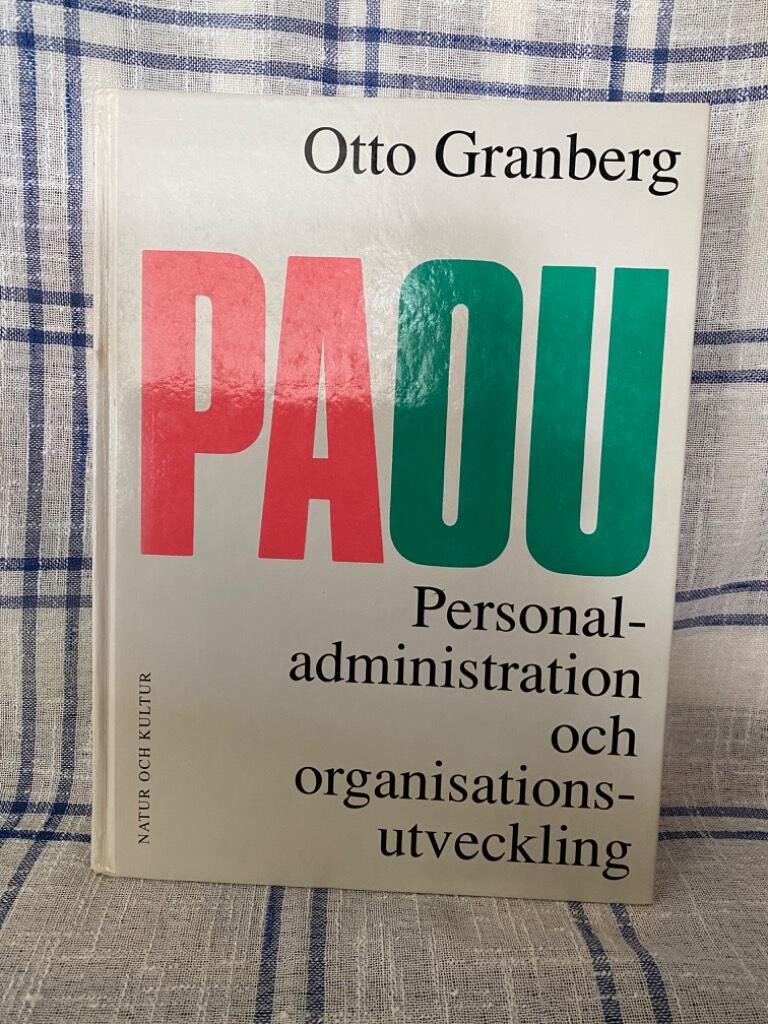 Otto Granberg
PAOU
Personal-
administration
och
organisations-
utveckling
NATUR OCH KULTUR